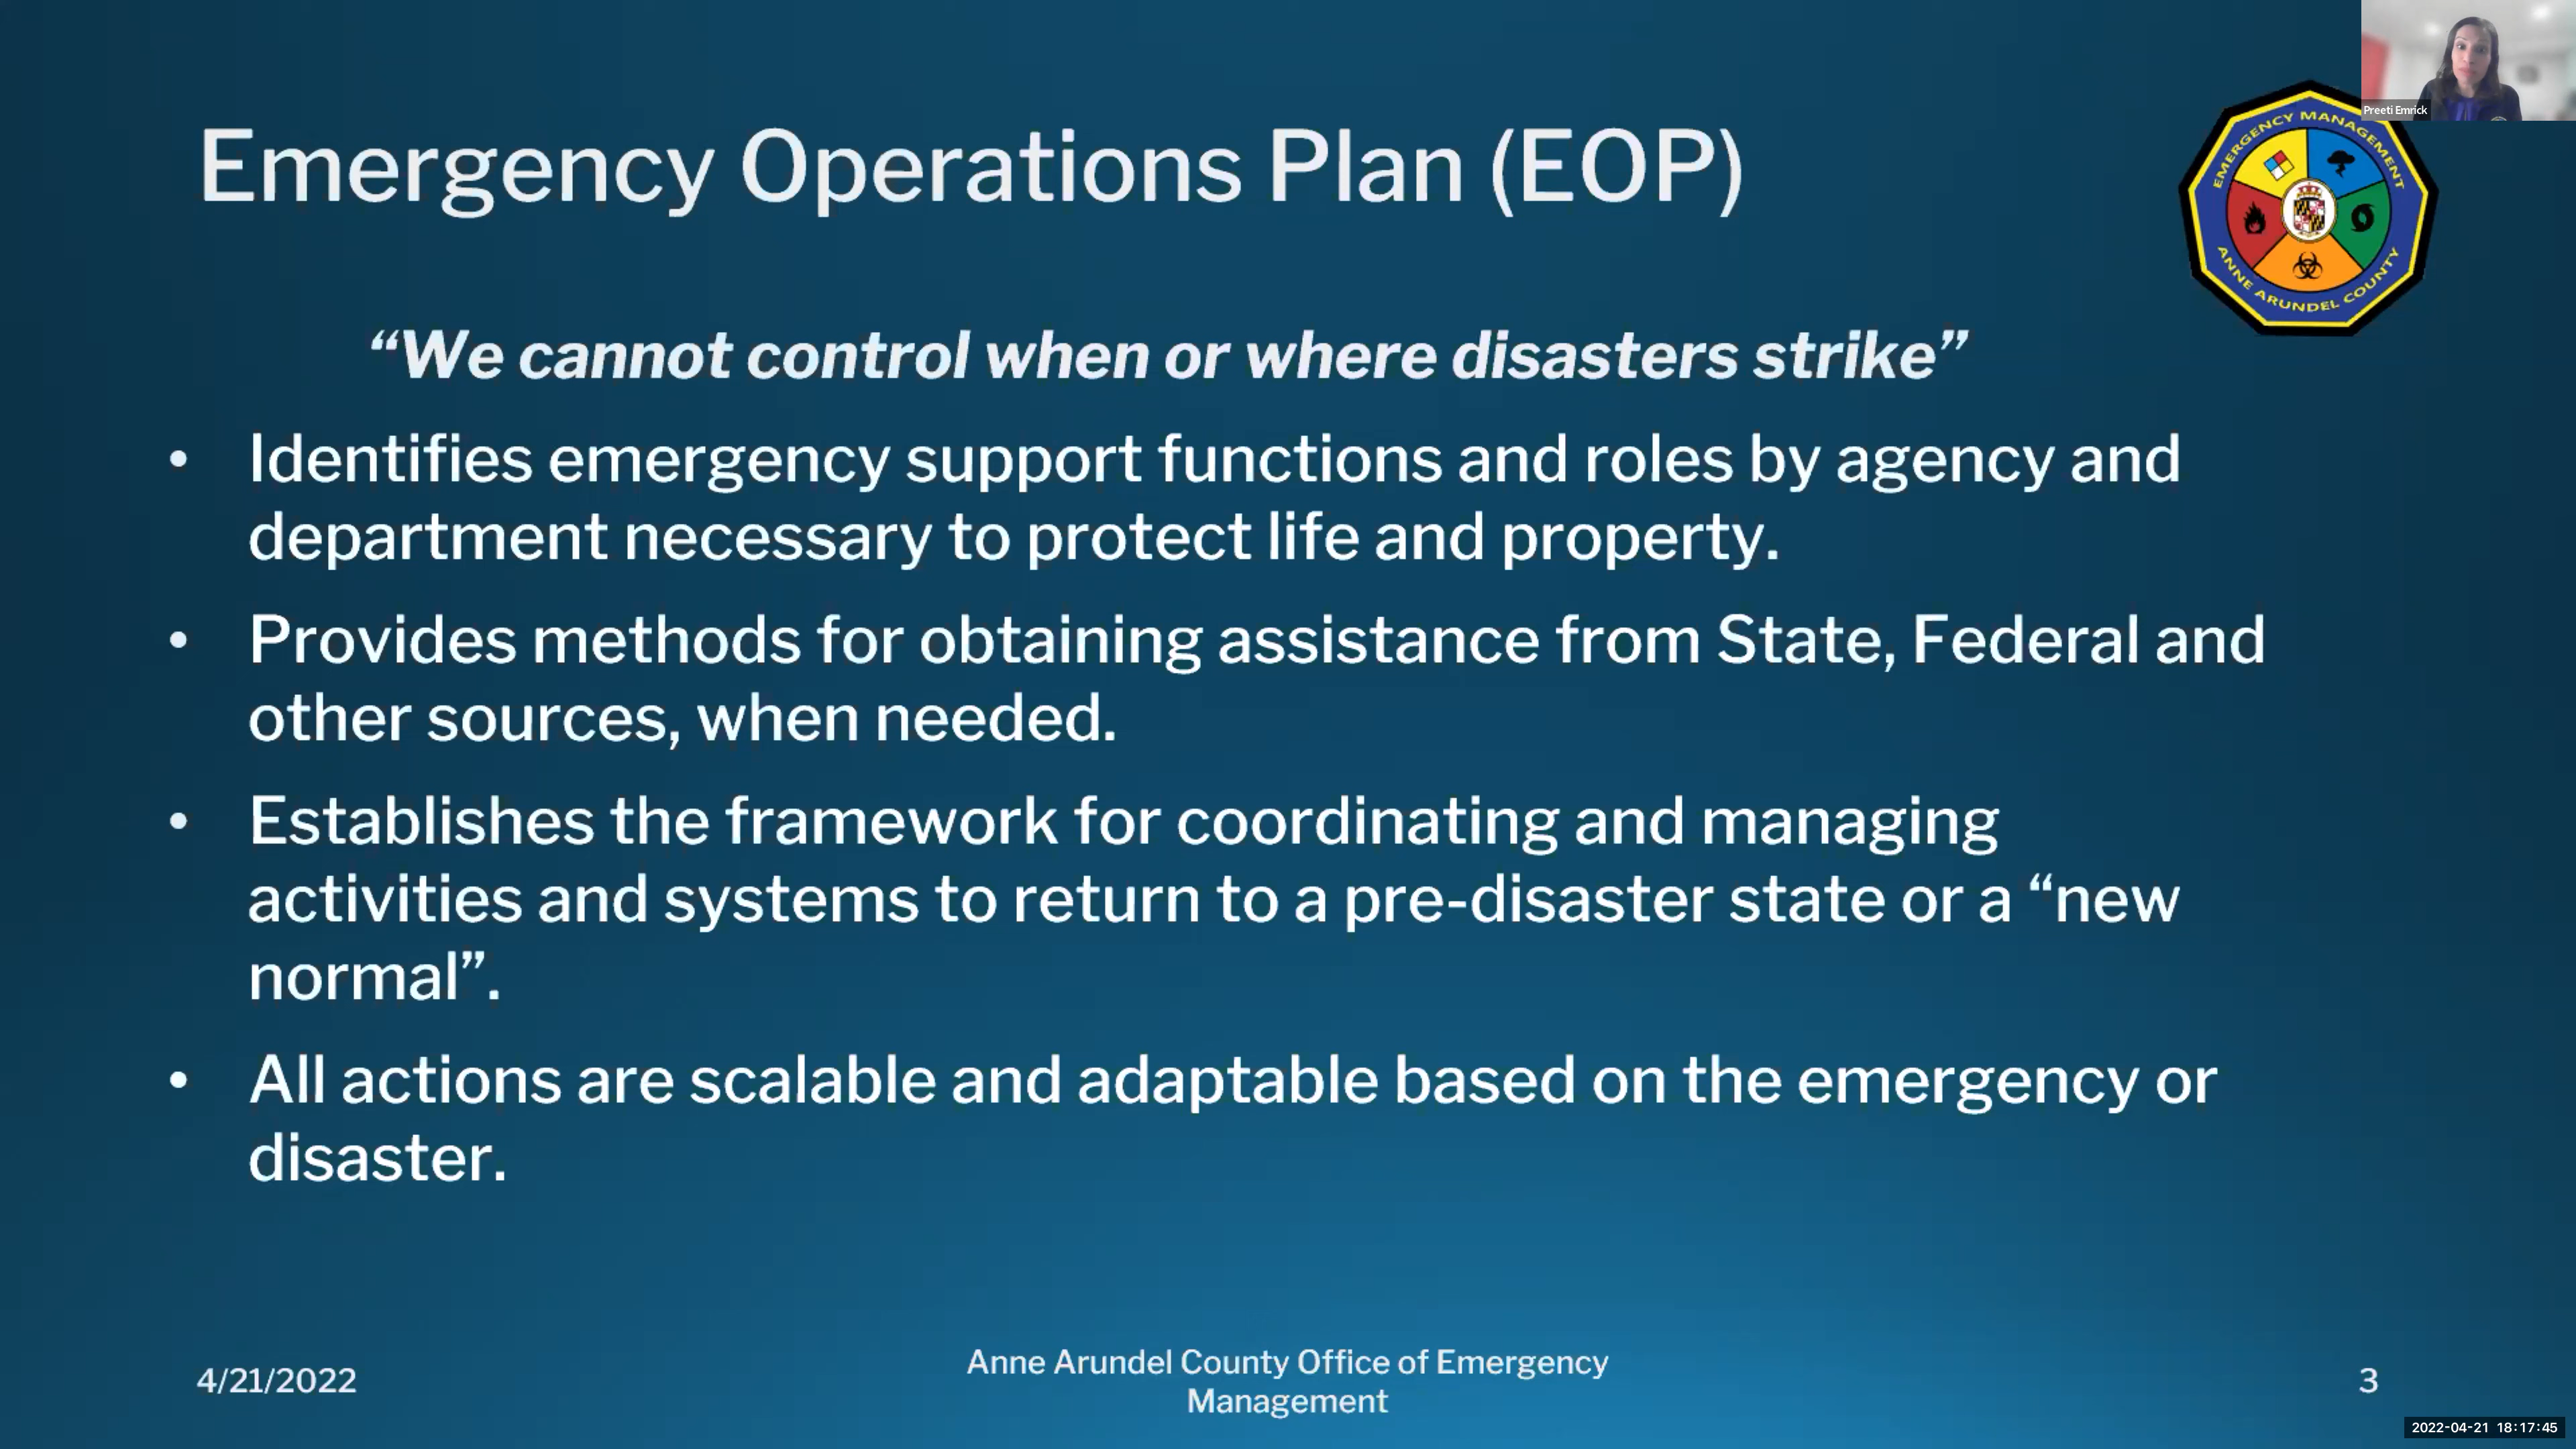 Preeti Emrick
Emergency Operations Plan (EOP)
EMERGENCY MANAGEMENT
ANNE ARUNDEL COUNTY
“We cannot control when or where disasters strike”
• Identifies emergency support functions and roles by agency and
department necessary to protect life and property.
• Provides methods for obtaining assistance from State, Federal and
other sources, when needed.
• Establishes the framework for coordinating and managing
activities and systems to return to a pre-disaster state or a “new
normal”.
• All actions are scalable and adaptable based on the emergency or
disaster.
4/21/2022
Anne Arundel County Office of Emergency
Management
3
2022-04-21 18:17:45